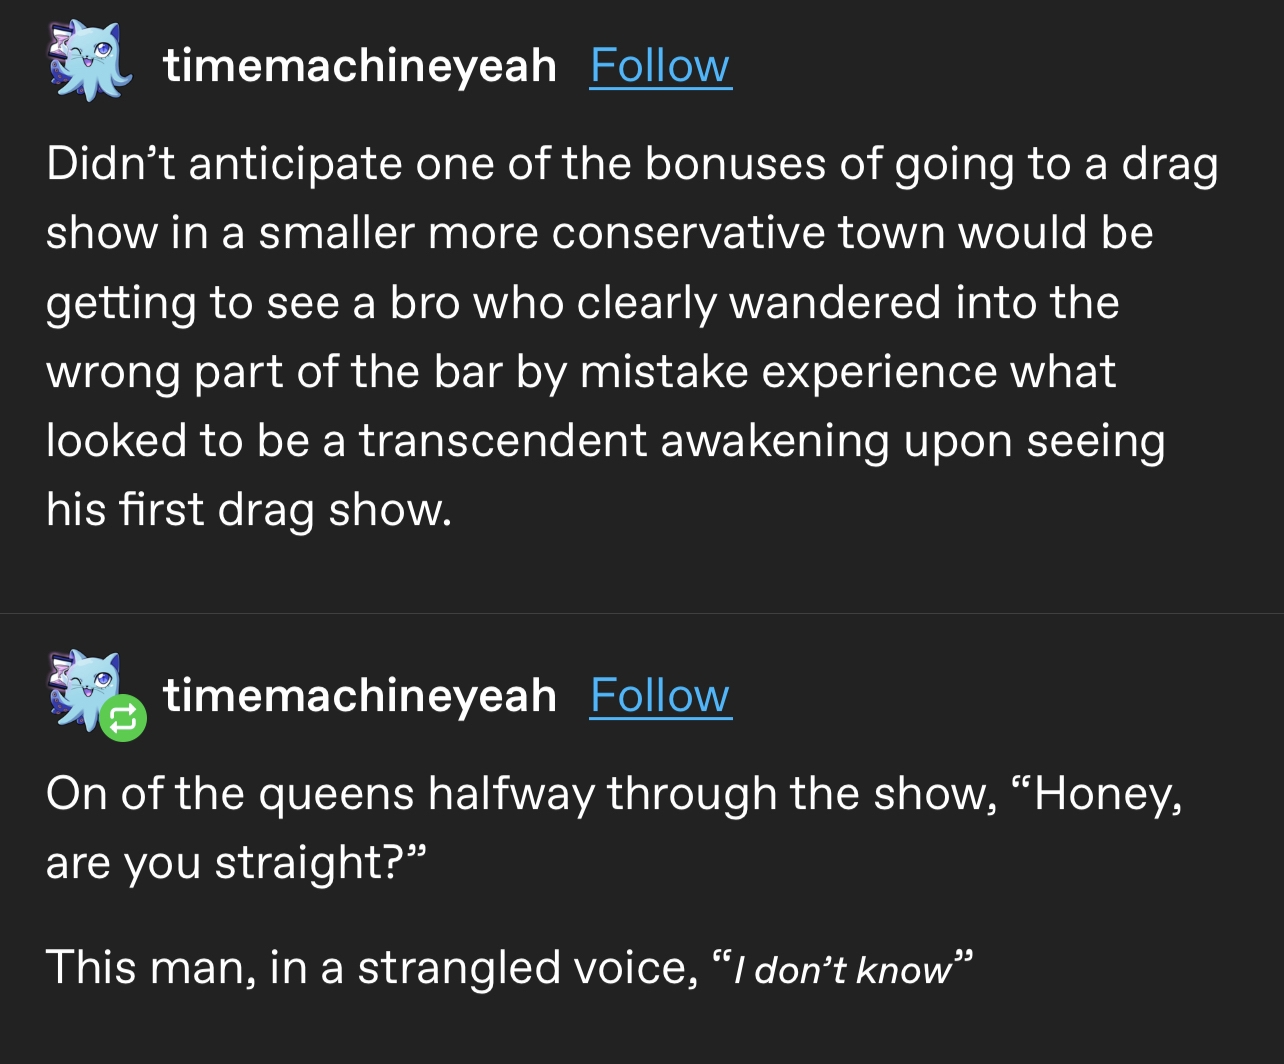 timemachineyeah Follow
Didn’t anticipate one of the bonuses of going to a drag
show in a smaller more conservative town would be
getting to see a bro who clearly wandered into the
wrong part of the bar by mistake experience what
looked to be a transcendent awakening upon seeing
his first drag show.
timemachineyeah Follow
On of the queens halfway through the show, “Honey,
are you straight?”
This man, in a strangled voice, “I don’t know”